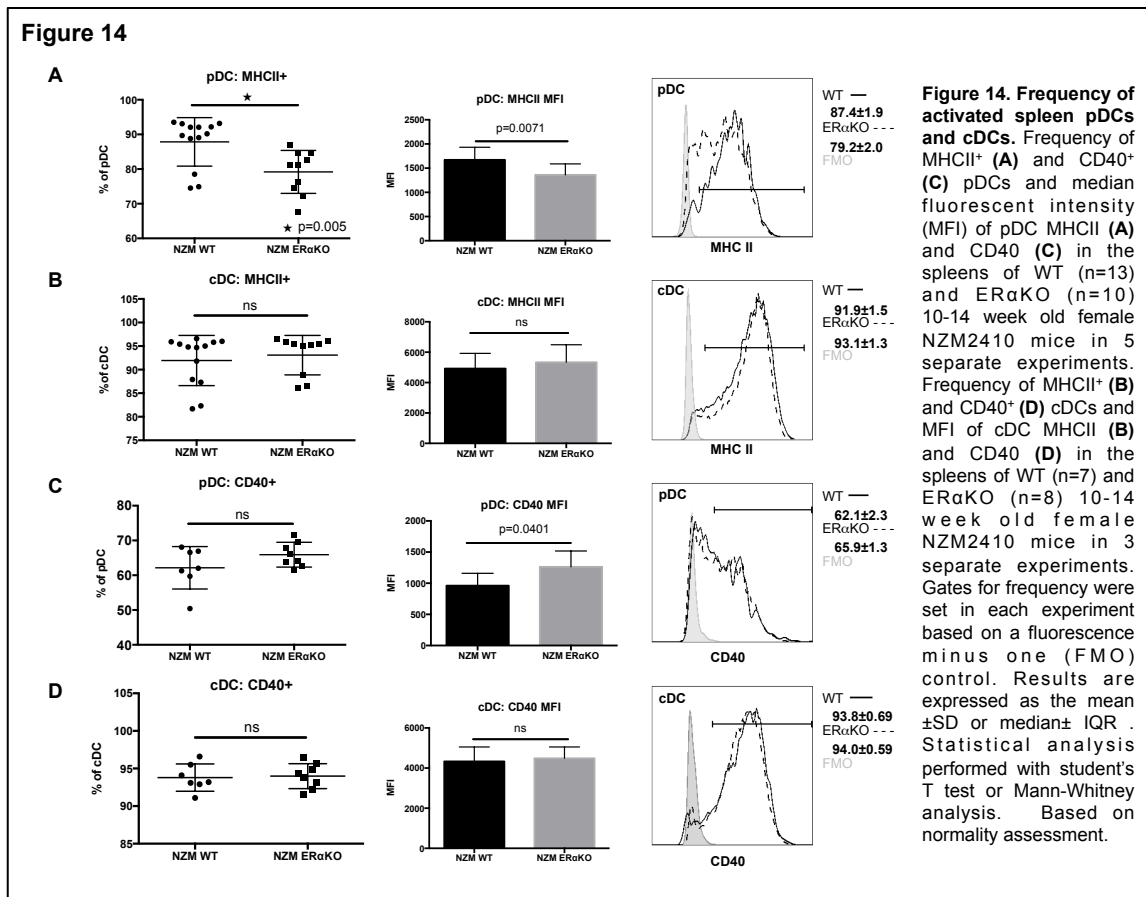 Figure 14
A
pDC: MHCII+
★
100
90
80
70
60
% of pDC
★ p=0.005
NZM WT
NZM ERαKO
pDC: MHCII MFI
p=0.0071
2500
2000
1500
1000
500
0
MFI
NZM WT
NZM ERαKO
pDC
MHC II
WT —
87.4±1.9
ERαKO ---
79.2±2.0
FMO
B
cDC: MHCII+
ns
105
100
95
90
85
80
75
% of cDC
NZM WT
NZM ERαKO
cDC: MHCII MFI
ns
8000
6000
4000
2000
0
MFI
NZM WT
NZM ERαKO
cDC
MHC II
WT —
91.9±1.5
ERαKO ---
93.1±1.3
FMO
C
pDC: CD40+
ns
80
70
60
50
40
% of pDC
NZM WT
NZM ERαKO
pDC: CD40 MFI
p=0.0401
2000
1500
1000
500
0
MFI
NZM WT
NZM ERαKO
pDC
CD40
WT —
62.1±2.3
ERαKO ---
65.9±1.3
FMO
D
cDC: CD40+
ns
105
100
95
90
85
% of cDC
NZM WT
NZM ERαKO
cDC: CD40 MFI
ns
6000
4000
2000
0
MFI
NZM WT
NZM ERαKO
cDC
CD40
WT —
93.8±0.69
ERαKO ---
94.0±0.59
FMO
Figure 14. Frequency of
activated spleen pDCs
and cDCs. Frequency of
MHCII⁺ (A) and CD40⁺
(C) pDCs and median
fluorescent intensity
(MFI) of pDC MHCII (A)
and CD40 (C) in the
spleens of WT (n=13)
and ERαKO (n=10)
10-14 week old female
NZM2410 mice in 5
separate experiments.
Frequency of MHCII⁺ (B)
and CD40⁺ (D) cDCs and
MFI of cDC MHCII (B)
and CD40 (D) in the
spleens of WT (n=7) and
ERαKO (n=8) 10-14
week old female
NZM2410 mice in 3
separate experiments.
Gates for frequency were
set in each experiment
based on a fluorescence
minus one (FMO)
control. Results are
expressed as the mean
±SD or median± IQR .
Statistical analysis
performed with student's
T test or Mann-Whitney
analysis. Based on
normality assessment.